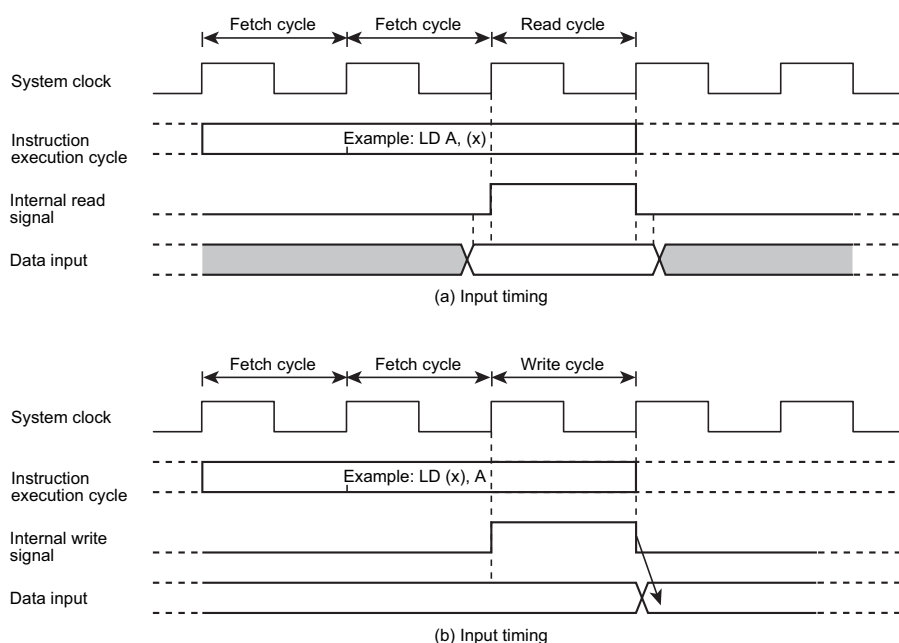 Fetch cycle Fetch cycle Read cycle
System clock
Instruction
execution cycle
Example: LD A, (x)
Internal read
signal
Data input
(a) Input timing
Fetch cycle Fetch cycle Write cycle
System clock
Instruction
execution cycle
Example: LD (x), A
Internal write
signal
Data input
(b) Input timing